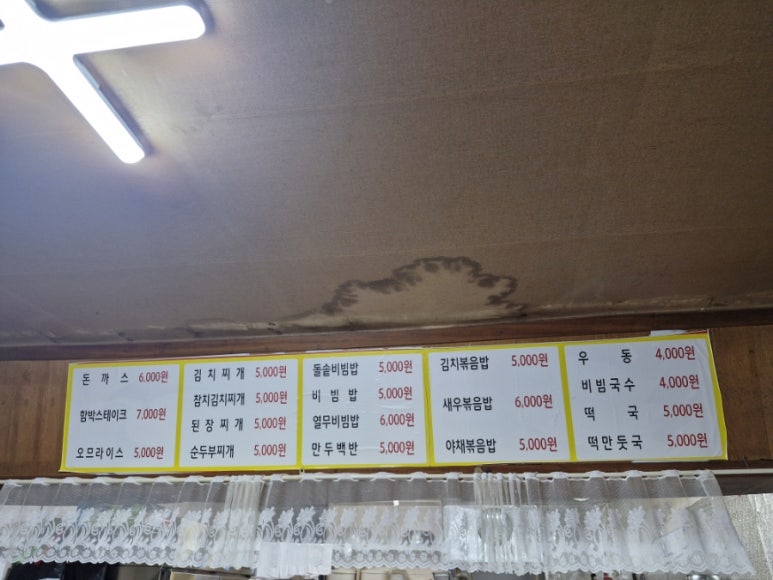 돈까스 6,000원
함박스테이크 7,000원
오므라이스 5,000원
김치찌개 5,000원
참치김치찌개 5,000원
된장찌개 5,000원
순두부찌개 5,000원
돌솥비빔밥 5,000원
비빔밥 5,000원
열무비빔밥 6,000원
만두백반 5,000원
김치볶음밥 5,000원
새우볶음밥 6,000원
야채볶음밥 5,000원
우동 4,000원
비빔국수 4,000원
떡국 5,000원
떡만둣국 5,000원